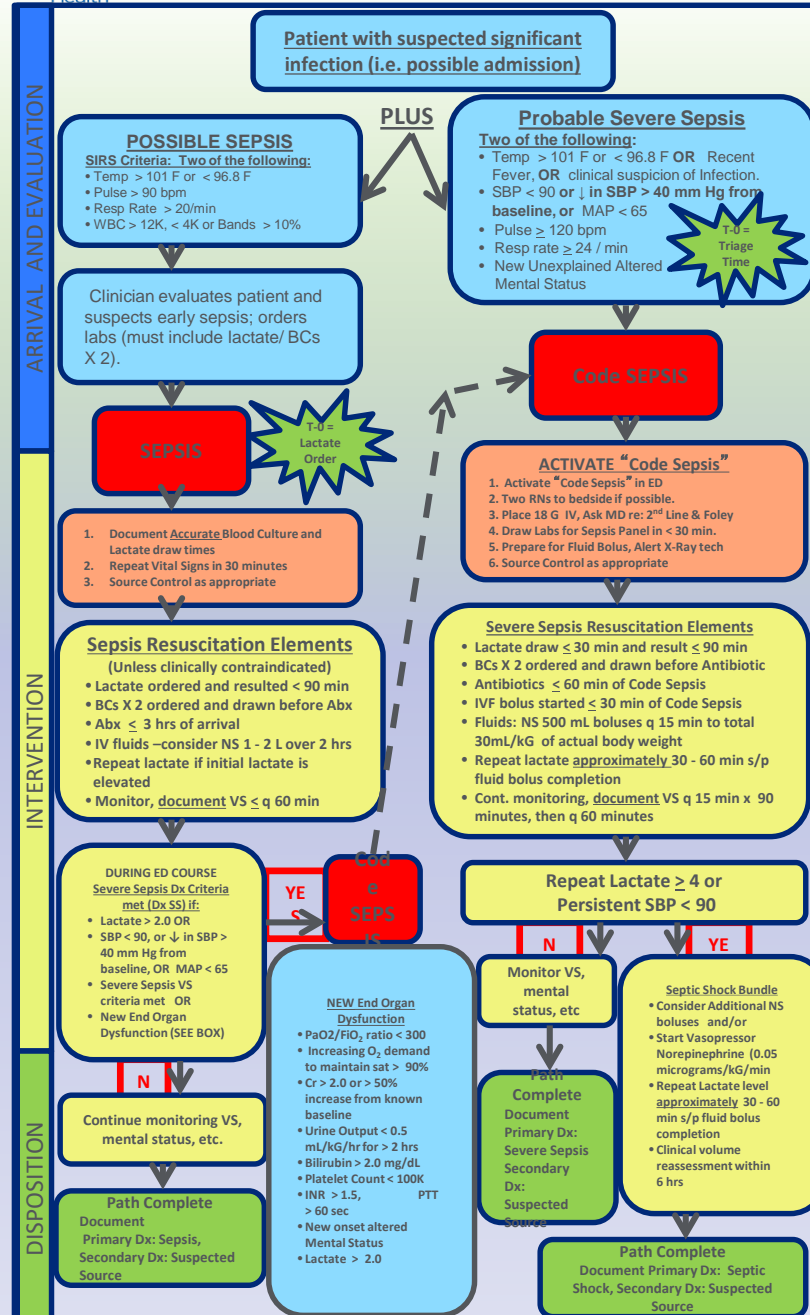 Health
Patient with suspected significant
infection (i.e. possible admission)
PLUS
ARRIVAL AND EVALUATION
POSSIBLE SEPSIS
SIRS Criteria: Two of the following:
• Temp > 101 F or < 96.8 F
• Pulse > 90 bpm
• Resp Rate > 20/min
• WBC > 12K, < 4K or Bands > 10%
Probable Severe Sepsis
Two of the following:
• Temp > 101 F or < 96.8 F OR Recent
Fever, OR clinical suspicion of Infection.
• SBP < 90 or ↓ in SBP > 40 mm Hg from
baseline, or MAP < 65
• Pulse ≥ 120 bpm
• Resp rate ≥ 24 / min
• New Unexplained Altered
Mental Status
T-0 =
Triage
Time
Clinician evaluates patient and
suspects early sepsis; orders
labs (must include lactate/ BCs
X 2).
SEPSIS
T-0 =
Lactate
Order
Code SEPSIS
INTERVENTION
1. Document Accurate Blood Culture and
Lactate draw times
2. Repeat Vital Signs in 30 minutes
3. Source Control as appropriate
ACTIVATE “Code Sepsis”
1. Activate “Code Sepsis” in ED
2. Two RNs to bedside if possible.
3. Place 18 G IV, Ask MD re: 2nd Line & Foley
4. Draw Labs for Sepsis Panel in < 30 min.
5. Prepare for Fluid Bolus, Alert X-Ray tech
6. Source Control as appropriate
Sepsis Resuscitation Elements
(Unless clinically contraindicated)
• Lactate ordered and resulted < 90 min
• BCs X 2 ordered and drawn before Abx
• Abx ≤ 3 hrs of arrival
• IV fluids –consider NS 1 - 2 L over 2 hrs
• Repeat lactate if initial lactate is
elevated
• Monitor, document VS ≤ q 60 min
Severe Sepsis Resuscitation Elements
• Lactate draw ≤ 30 min and result ≤ 90 min
• BCs X 2 ordered and drawn before Antibiotic
• Antibiotics ≤ 60 min of Code Sepsis
• IVF bolus started ≤ 30 min of Code Sepsis
• Fluids: NS 500 mL boluses q 15 min to total
30mL/kG of actual body weight
• Repeat lactate approximately 30 - 60 min s/p
fluid bolus completion
• Cont. monitoring, document VS q 15 min x 90
minutes, then q 60 minutes
DURING ED COURSE
Severe Sepsis Dx Criteria
met (Dx SS) if:
• Lactate > 2.0 OR
• SBP < 90, or ↓ in SBP >
40 mm Hg from
baseline, OR MAP < 65
• Severe Sepsis VS
criteria met OR
• New End Organ
Dysfunction (SEE BOX)
YE
S
Cod
e
SEPS
IS
Repeat Lactate ≥ 4 or
Persistent SBP < 90
N
YE
NEW End Organ
Dysfunction
• PaO2/FiO2 ratio < 300
• Increasing O2 demand
to maintain sat > 90%
• Cr > 2.0 or > 50%
increase from known
baseline
• Urine Output < 0.5
mL/kg/hr for > 2 hrs
• Bilirubin > 2.0 mg/dL
• Platelet Count < 100K
• INR > 1.5, PTT
> 60 sec
• New onset altered
Mental Status
• Lactate > 2.0
Monitor VS,
mental
status, etc
Septic Shock Bundle
• Consider Additional NS
boluses and/or
• Start Vasopressor
Norepinephrine (0.05
micrograms/kG/min
• Repeat Lactate level
approximately 30 - 60
min s/p fluid bolus
completion
• Clinical volume
reassessment within
6 hrs
DISPOSITION
N
Continue monitoring VS,
mental status, etc.
Path Complete
Document
Primary Dx: Sepsis,
Secondary Dx: Suspected
Source
Path
Complete
Document
Primary Dx:
Severe Sepsis
Secondary
Dx:
Suspected
Source
Path Complete
Document Primary Dx: Septic
Shock, Secondary Dx: Suspected
Source